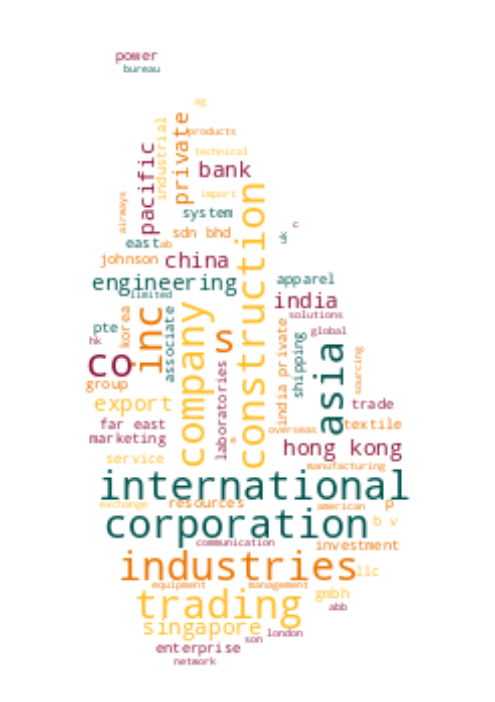 power
bureau
ag
products
technical
industrial
private
pacific
bank
import
airways
system
c
uk
sdn bhd
east
ab
johnson
china
construction
engineering
apparel
limited
india
solutions
pte
korea
inc
associate
company
s
india private
shipping
global
hk
co
asia
sourcing
group
laboratories
export
trade
far east
textile
overseas
marketing
e
hong kong
service
manufacturing
international
exchange
resources
american
p
corporation
b v
communication
investment
industries
llc
equipment
management
gmbh
trading
abb
singapore
son
london
enterprise
network